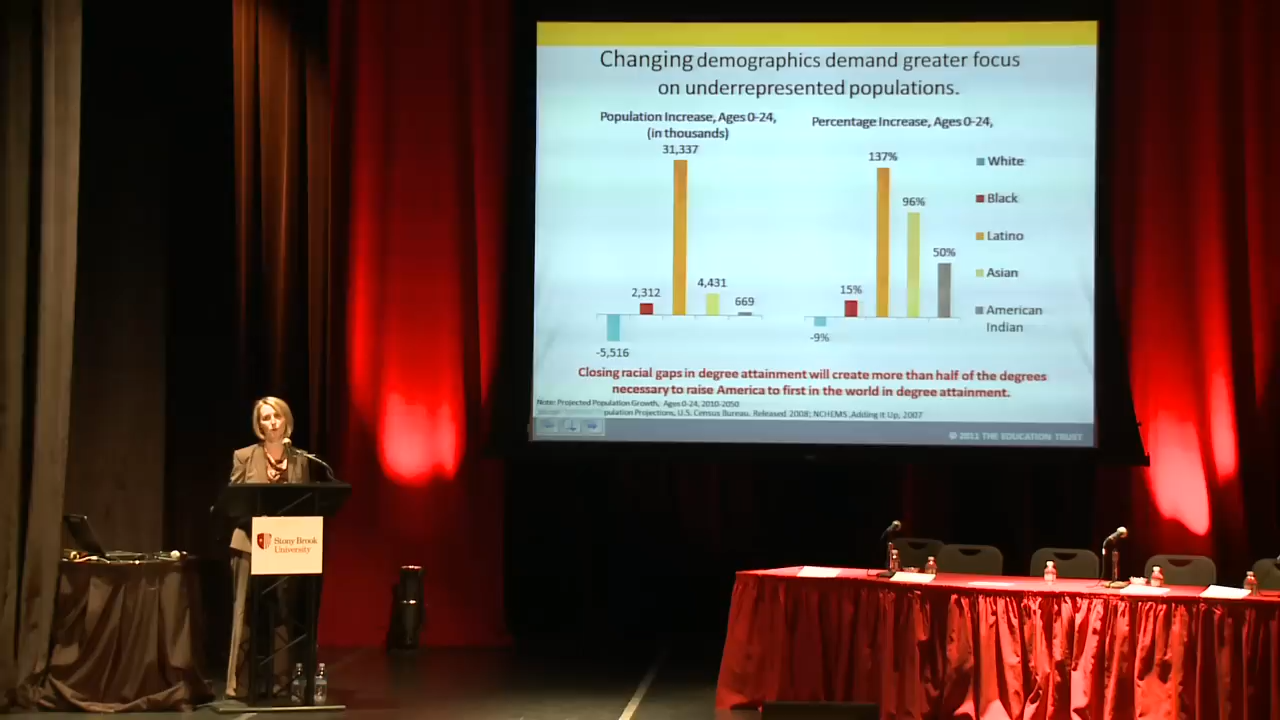 Changing demographics demand greater focus
on underrepresented populations.
Population Increase, Ages 0-24,
(in thousands)
31,337
2,312
4,431
669
-5,516
Percentage Increase, Ages 0-24,
137%
96%
50%
15%
-9%
White
Black
Latino
Asian
American
Indian
Closing racial gaps in degree attainment will create more than half of the degrees
necessary to raise America to first in the world in degree attainment.
Note: Projected Population Growth, Ages 0-24, 2010-2050
pulation Projections, U.S. Census Bureau. Released 2008; NCHEMS, Adding It Up, 2007
© 2011 THE EDUCATION TRUST
Stony Brook
University